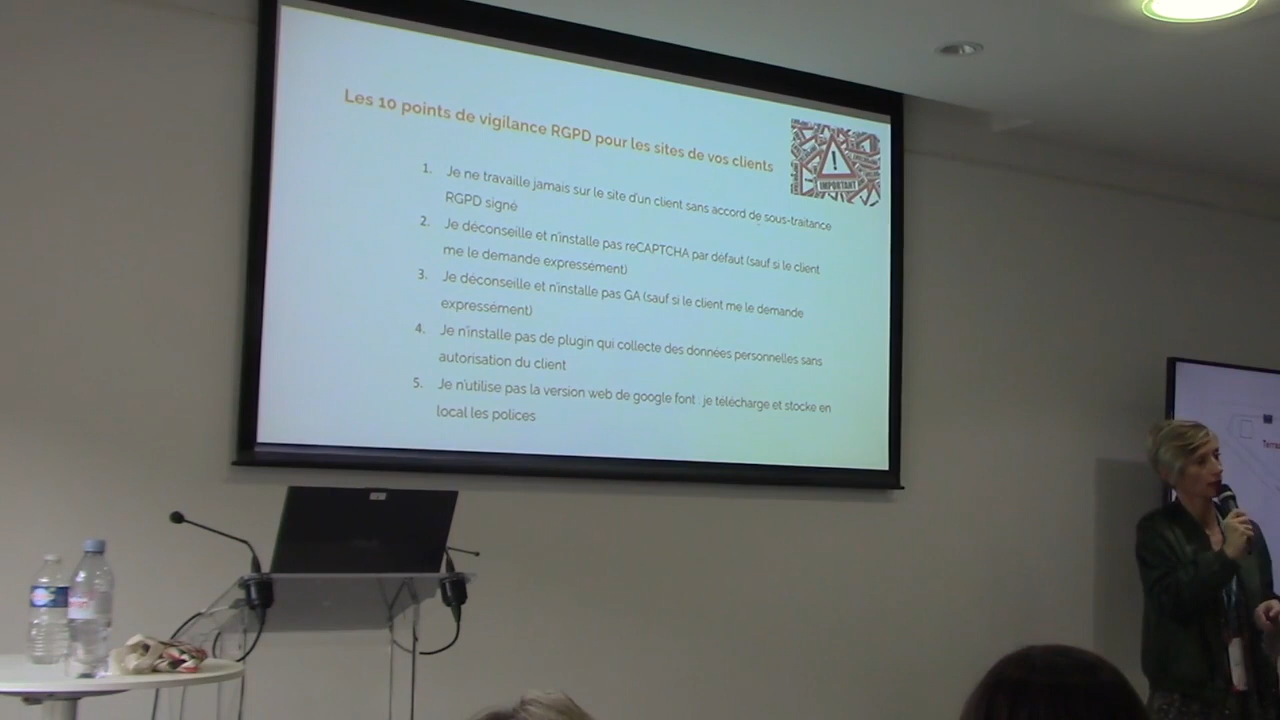 Les 10 points de vigilance RGPD pour les sites de vos clients
IMPORTANT
1. Je ne travaille jamais sur le site d'un client sans accord de sous-traitance
RGPD signé
2. Je déconseille et n'installe pas reCAPTCHA par défaut (sauf si le client
me le demande expressément)
3. Je déconseille et n'installe pas GA (sauf si le client me le demande
expressément)
4. Je n'installe pas de plugin qui collecte des données personnelles sans
autorisation du client
5. Je n'utilise pas la version web de google font : je télécharge et stocke en
local les polices